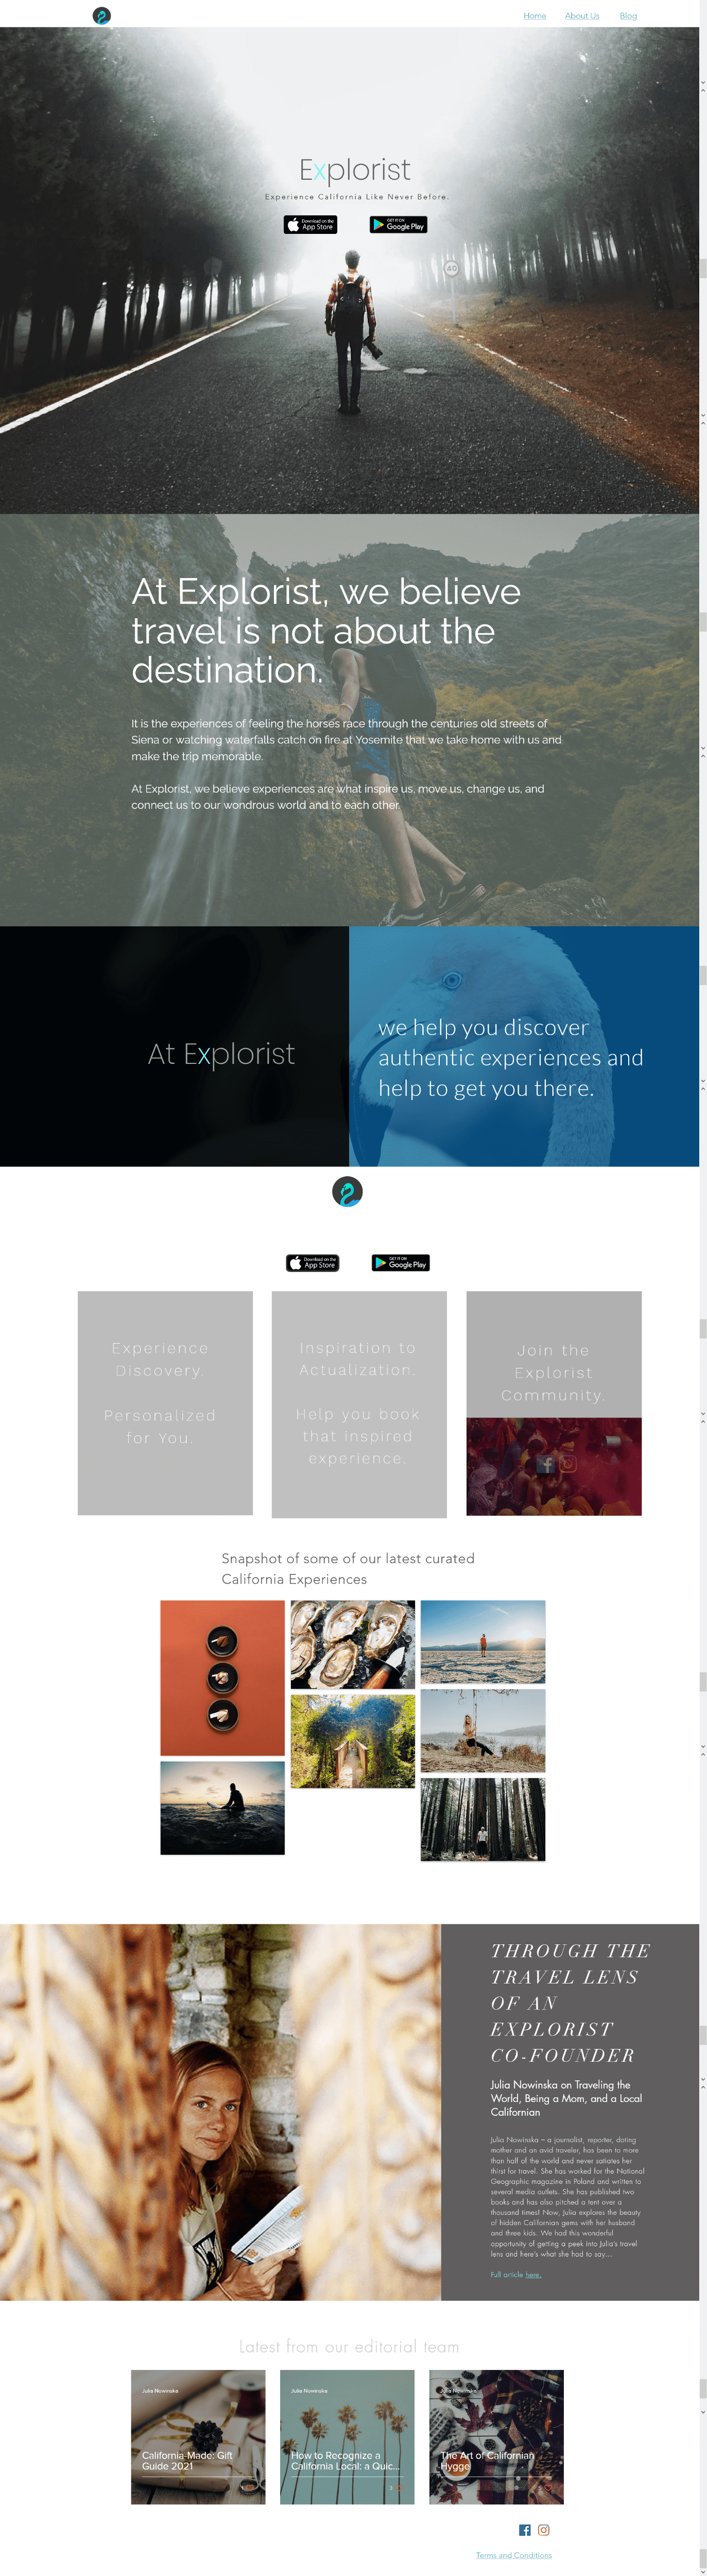 Home About Us Blog
Explorist
Experience California Like Never Before.
Download on the
App Store
GET IT ON
Google Play
40
At Explorist, we believe
travel is not about the
destination.
It is the experiences of feeling the horses race through the centuries old streets of
Siena or watching waterfalls catch on fire at Yosemite that we take home with us and
make the trip memorable.
At Explorist, we believe experiences are what inspire us, move us, change us, and
connect us to our wondrous world and to each other.
At Explorist
we help you discover
authentic experiences and
help to get you there.
Download on the
App Store
GET IT ON
Google Play
Experience
Discovery.
Personalized
for You.
Inspiration to
Actualization.
Help you book
that inspired
experience.
Join the
Explorist
Community.
Snapshot of some of our latest curated
California Experiences
THROUGH THE
TRAVEL LENS
OF AN
EXPLORIST
CO-FOUNDER
Julia Nowinska on Traveling the
World, Being a Mom, and a Local
Californian
Julia Nowinska – a journalist, reporter, doting
mother and an avid traveler, has been to more
than half of the world and never satiates her
thirst for travel. She has worked for the National
Geographic magazine in Poland and written to
several media outlets. She has published two
books and has also pitched a tent over a
thousand times! Now, Julia explores the beauty
of hidden Californian gems with her husband
and three kids. We had this wonderful
opportunity of getting a peek into Julia's travel
lens and here's what she had to say...
Full article here.
Latest from our editorial team
Julia Nowinska
California-Made: Gift
Guide 2021
Julia Nowinska
How to Recognize a
California Local: a Quic...
Julia Nowinska
The Art of Californian
Hygge
Terms and Conditions